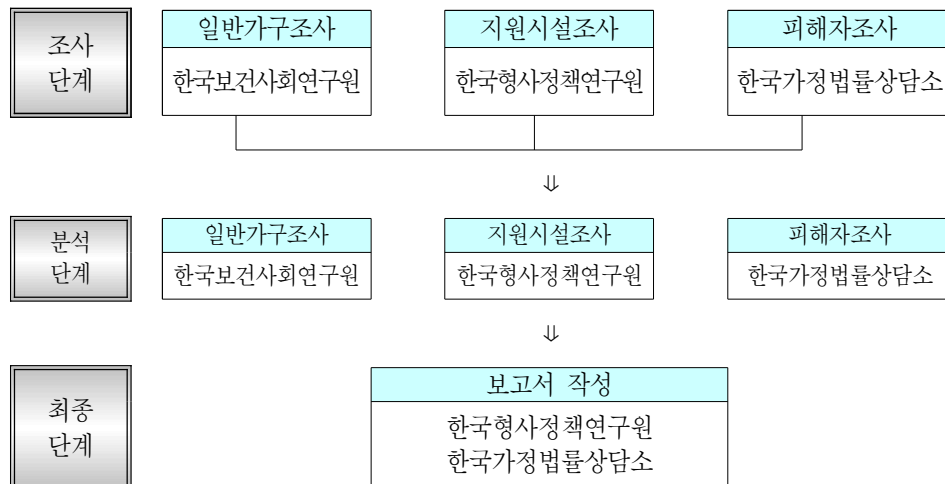 조사
단계
일반가구조사
한국보건사회연구원
지원시설조사
한국형사정책연구원
피해자조사
한국가정법률상담소
⇓
분석
단계
일반가구조사
한국보건사회연구원
지원시설조사
한국형사정책연구원
피해자조사
한국가정법률상담소
⇓
최종
단계
보고서 작성
한국형사정책연구원
한국가정법률상담소